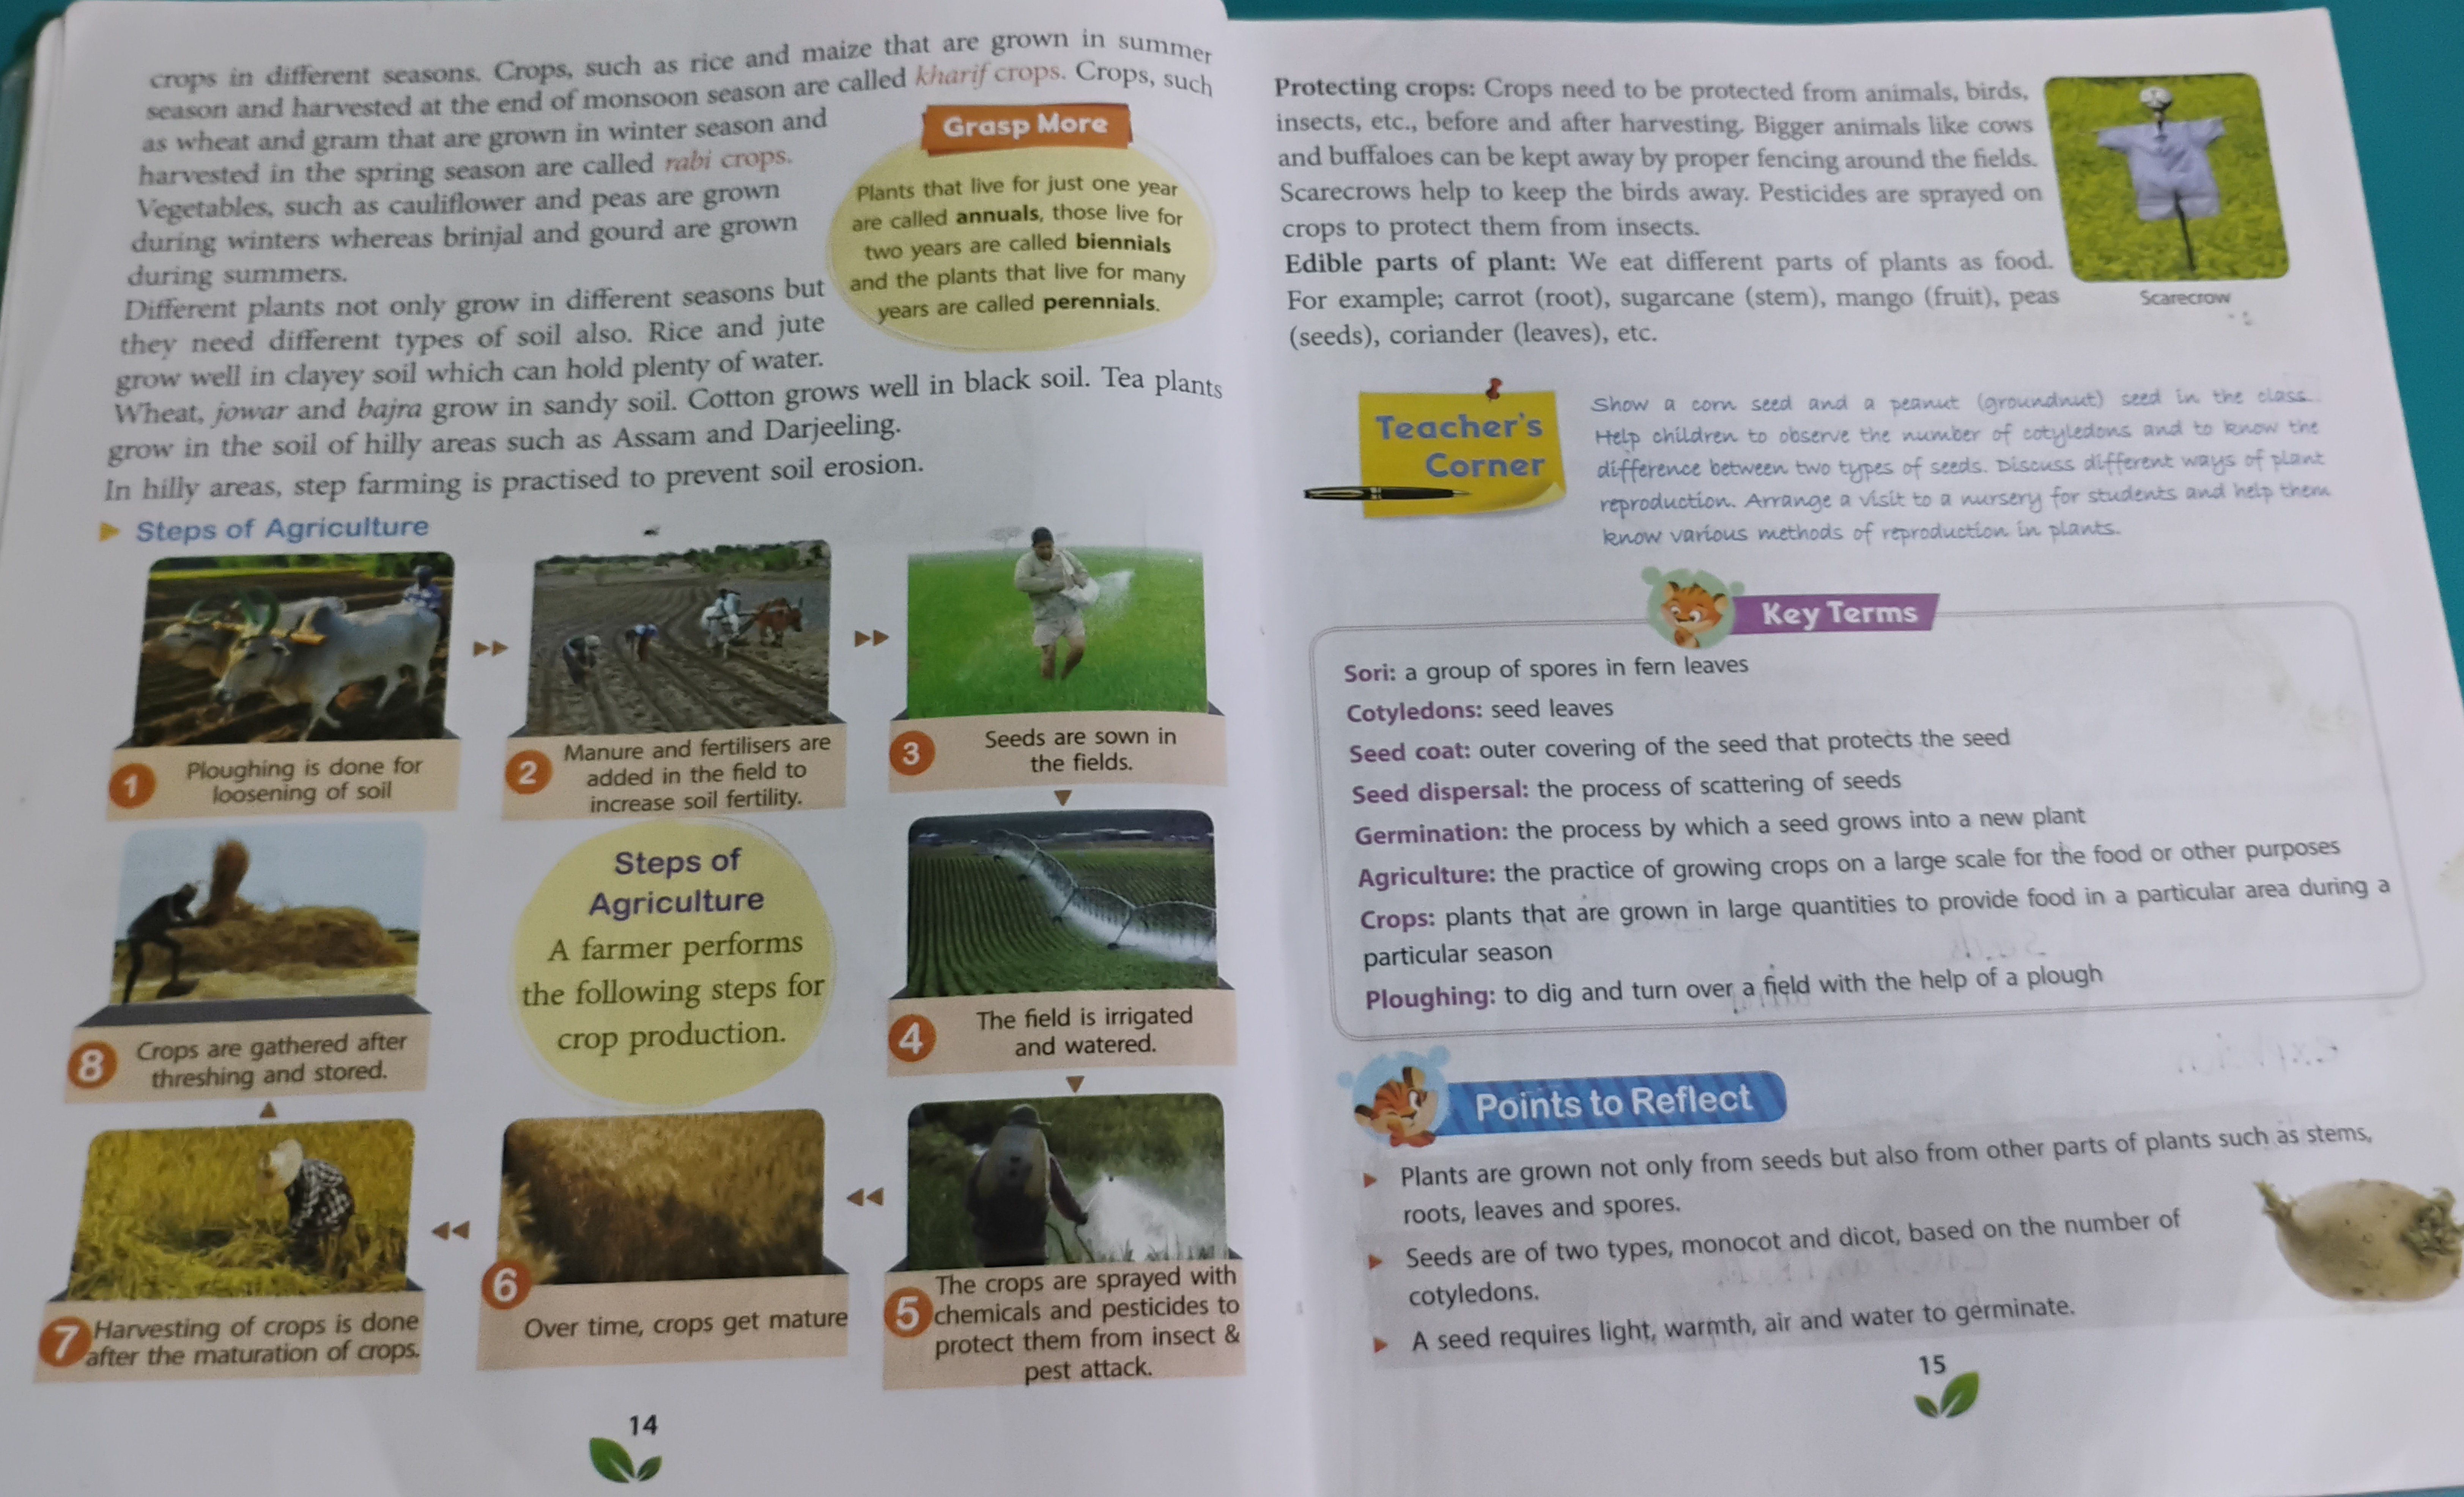 crops in different seasons. Crops, such as rice and maize that are grown in summer
season and harvested at the end of monsoon season are called kharif crops. Crops, such
as wheat and gram that are grown in winter season and
harvested in the spring season are called rabi crops.
Vegetables, such as cauliflower and peas are grown
during winters whereas brinjal and gourd are grown
during summers.
Different plants not only grow in different seasons but
they need different types of soil also. Rice and jute
grow well in clayey soil which can hold plenty of water.
Wheat, jowar and bajra grow in sandy soil. Cotton grows well in black soil. Tea plants
grow in the soil of hilly areas such as Assam and Darjeeling.
In hilly areas, step farming is practised to prevent soil erosion.
Grasp More
Plants that live for just one year
are called annuals, those live for
two years are called biennials
and the plants that live for many
years are called perennials.
Steps of Agriculture
1
Ploughing is done for
loosening of soil
2
Manure and fertilisers are
added in the field to
increase soil fertility.
3
Seeds are sown in
the fields.
Steps of
Agriculture
A farmer performs
the following steps for
crop production.
4
The field is irrigated
and watered.
5
The crops are sprayed with
chemicals and pesticides to
protect them from insect &
pest attack.
6
Over time, crops get mature
7
Harvesting of crops is done
after the maturation of crops.
8
Crops are gathered after
threshing and stored.
14
Protecting crops: Crops need to be protected from animals, birds,
insects, etc., before and after harvesting. Bigger animals like cows
and buffaloes can be kept away by proper fencing around the fields.
Scarecrows help to keep the birds away. Pesticides are sprayed on
crops to protect them from insects.
Edible parts of plant: We eat different parts of plants as food.
For example; carrot (root), sugarcane (stem), mango (fruit), peas
(seeds), coriander (leaves), etc.
Scarecrow
Teacher's
Corner
Show a corn seed and a peanut (groundnut) seed in the class.
Help children to observe the number of cotyledons and to know the
difference between two types of seeds. Discuss different ways of plant
reproduction. Arrange a visit to a nursery for students and help them
know various methods of reproduction in plants.
Key Terms
Sori: a group of spores in fern leaves
Cotyledons: seed leaves
Seed coat: outer covering of the seed that protects the seed
Seed dispersal: the process of scattering of seeds
Germination: the process by which a seed grows into a new plant
Agriculture: the practice of growing crops on a large scale for the food or other purposes
Crops: plants that are grown in large quantities to provide food in a particular area during a
particular season
Ploughing: to dig and turn over a field with the help of a plough
Points to Reflect
Plants are grown not only from seeds but also from other parts of plants such as stems,
roots, leaves and spores.
Seeds are of two types, monocot and dicot, based on the number of
cotyledons.
A seed requires light, warmth, air and water to germinate.
15